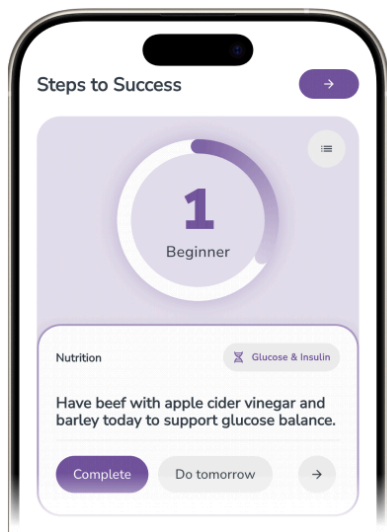 Steps to Success
1
Beginner
Nutrition
Glucose & Insulin
Have beef with apple cider vinegar and
barley today to support glucose balance.
Complete
Do tomorrow